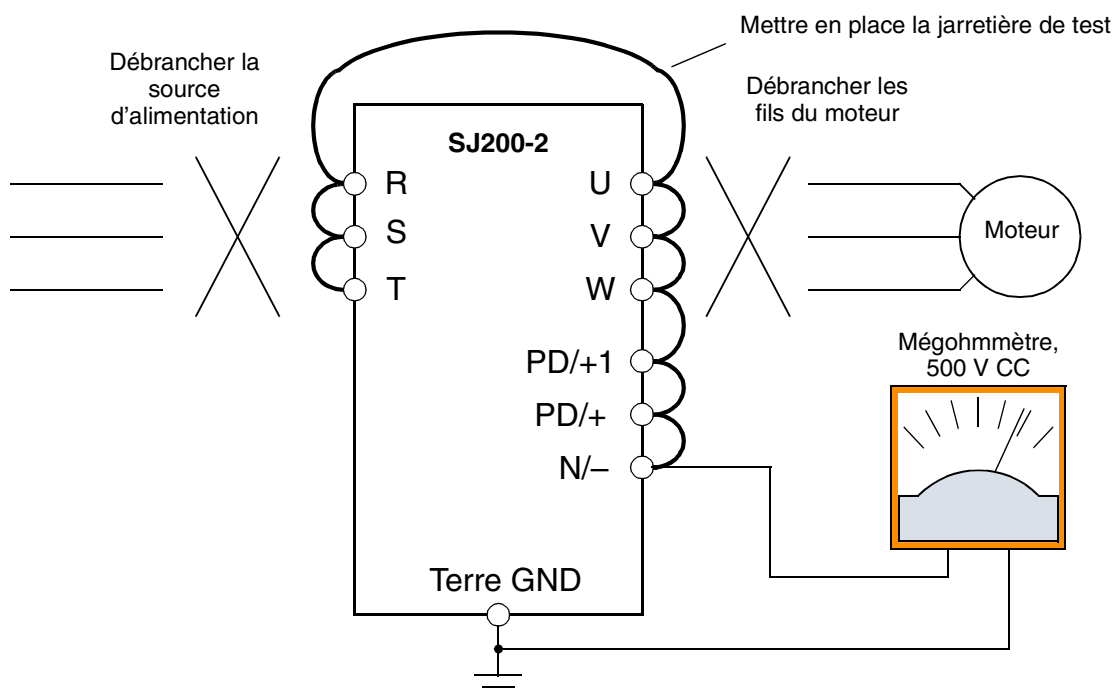 Mettre en place la jarretière de test
Débrancher la
source
d'alimentation
Débrancher les
fils du moteur
SJ200-2
R
U
S
V
Moteur
T
W
Mégohmmètre,
500 V CC
PD/+1
PD/+
N/–
Terre GND